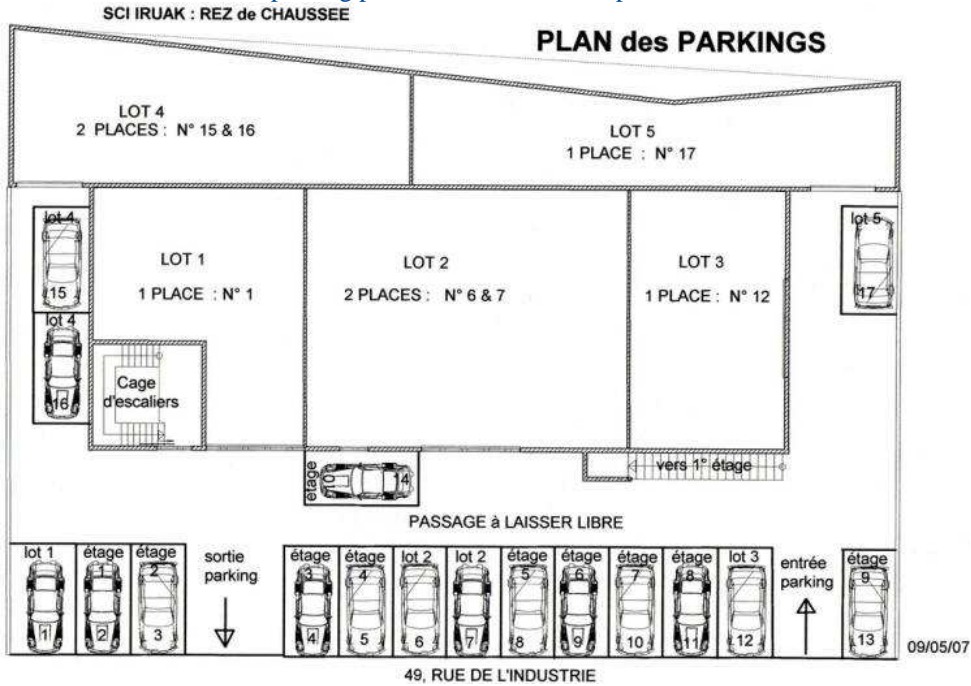 SCI IRUAK : REZ de CHAUSSEE
PLAN des PARKINGS
LOT 4
2 PLACES : N° 15 & 16
LOT 5
1 PLACE : N° 17
lot 4
15
lot 4
16
LOT 1
1 PLACE : N° 1
LOT 2
2 PLACES : N° 6 & 7
LOT 3
1 PLACE : N° 12
lot 5
17
Cage
d'escaliers
vers 1° étage
etage
10
4
PASSAGE à LAISSER LIBRE
lot 1
1
étage
1
2
étage
2
3
sortie
parking
étage
3
4
étage
4
5
lot 2
6
lot 2
7
étage
5
8
étage
6
9
étage
7
10
étage
8
11
lot 3
12
entrée
parking
étage
9
13
09/05/07
49, RUE DE L'INDUSTRIE